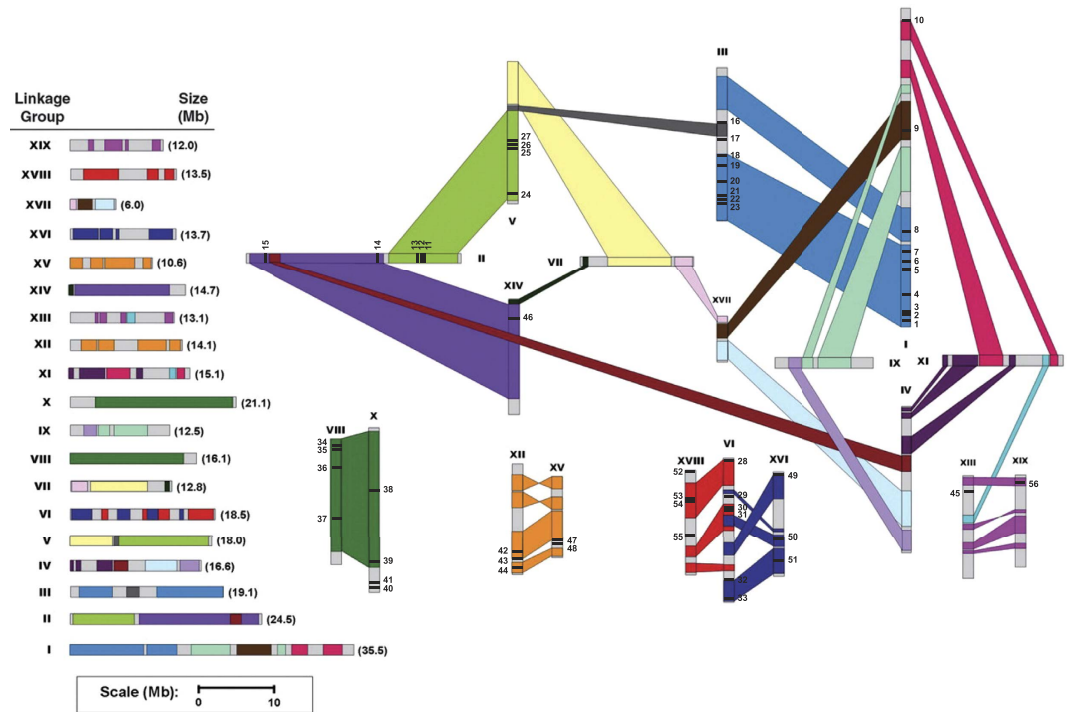 Linkage Group Size (Mb)
XIX (12.0)
XVIII (13.5)
XVII (6.0)
XVI (13.7)
XV (10.6)
XIV (14.7)
XIII (13.1)
XII (14.1)
XI (15.1)
X (21.1)
IX (12.5)
VIII (16.1)
VII (12.8)
VI (18.5)
V (18.0)
IV (16.6)
III (19.1)
II (24.5)
I (35.5)
Scale (Mb):
0 10
27
26
25
24
V
15
14
13
12
11
II
VII
XIV
46
III
16
17
18
19
20
21
22
23
10
9
8
7
6
5
4
3
2
1
I
XVII
IX
XI
IV
VIII
34
35
36
37
X
38
39
41
40
XII
42
43
44
XV
47
48
XVIII
52
53
54
55
VI
28
29
30
31
32
33
XVI
49
50
51
XIII
45
XIX
56